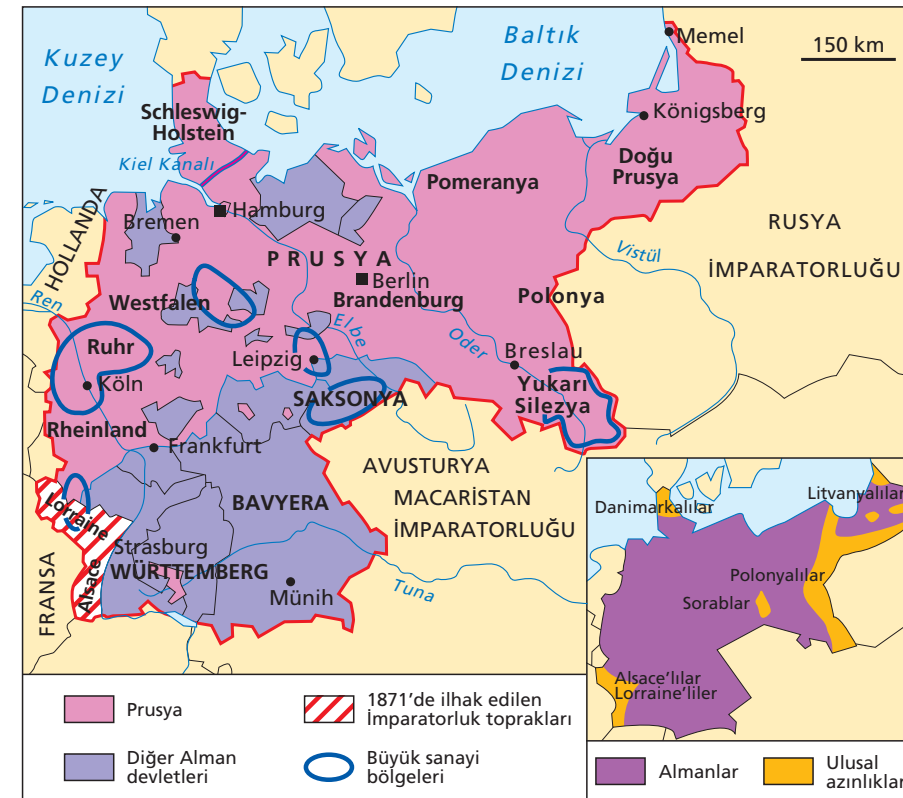 Kuzey
Denizi
Baltık
Denizi
Memel
150 km
Königsberg
Schleswig-
Holstein
Kiel Kanalı
Doğu
Prusya
Pomeranya
HOLLANDA
Hamburg
Bremen
RUSYA
İMPARATORLUĞU
Vistül
PRUSYA
Berlin
Brandenburg
Polonya
Ren
Westfalen
Elbe
Oder
Ruhr
Leipzig
Breslau
Köln
SAKSONYA
Yukarı
Silezya
Rheinland
Frankfurt
AVUSTURYA
MACARİSTAN
İMPARATORLUĞU
BAVYERA
Lorraine
Strasburg
WÜRTTEMBERG
Alsace
FRANSA
Münih
Tuna
Danimarkalılar
Litvanyalılar
Polonyalılar
Sorablar
Alsace’lılar
Lorraine’liler
Prusya
1871’de ilhak edilen
İmparatorluk toprakları
Diğer Alman
devletleri
Büyük sanayi
bölgeleri
Almanlar
Ulusal
azınlıklar